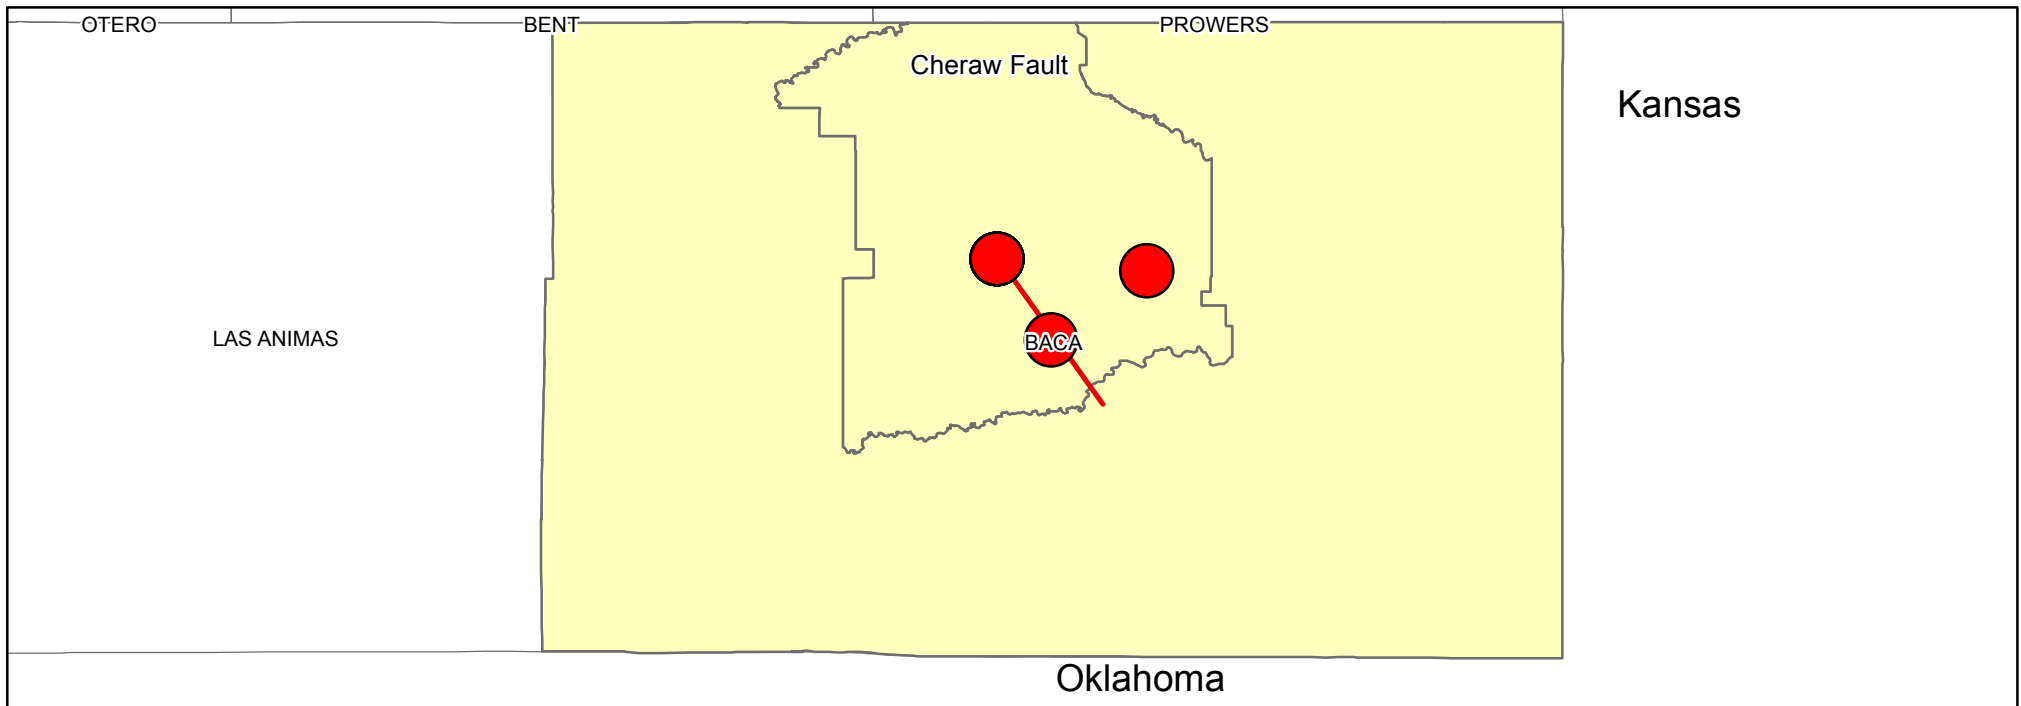 OTERO
BENT
PROWERS
Cheraw Fault
Kansas
LAS ANIMAS
BACA
Oklahoma